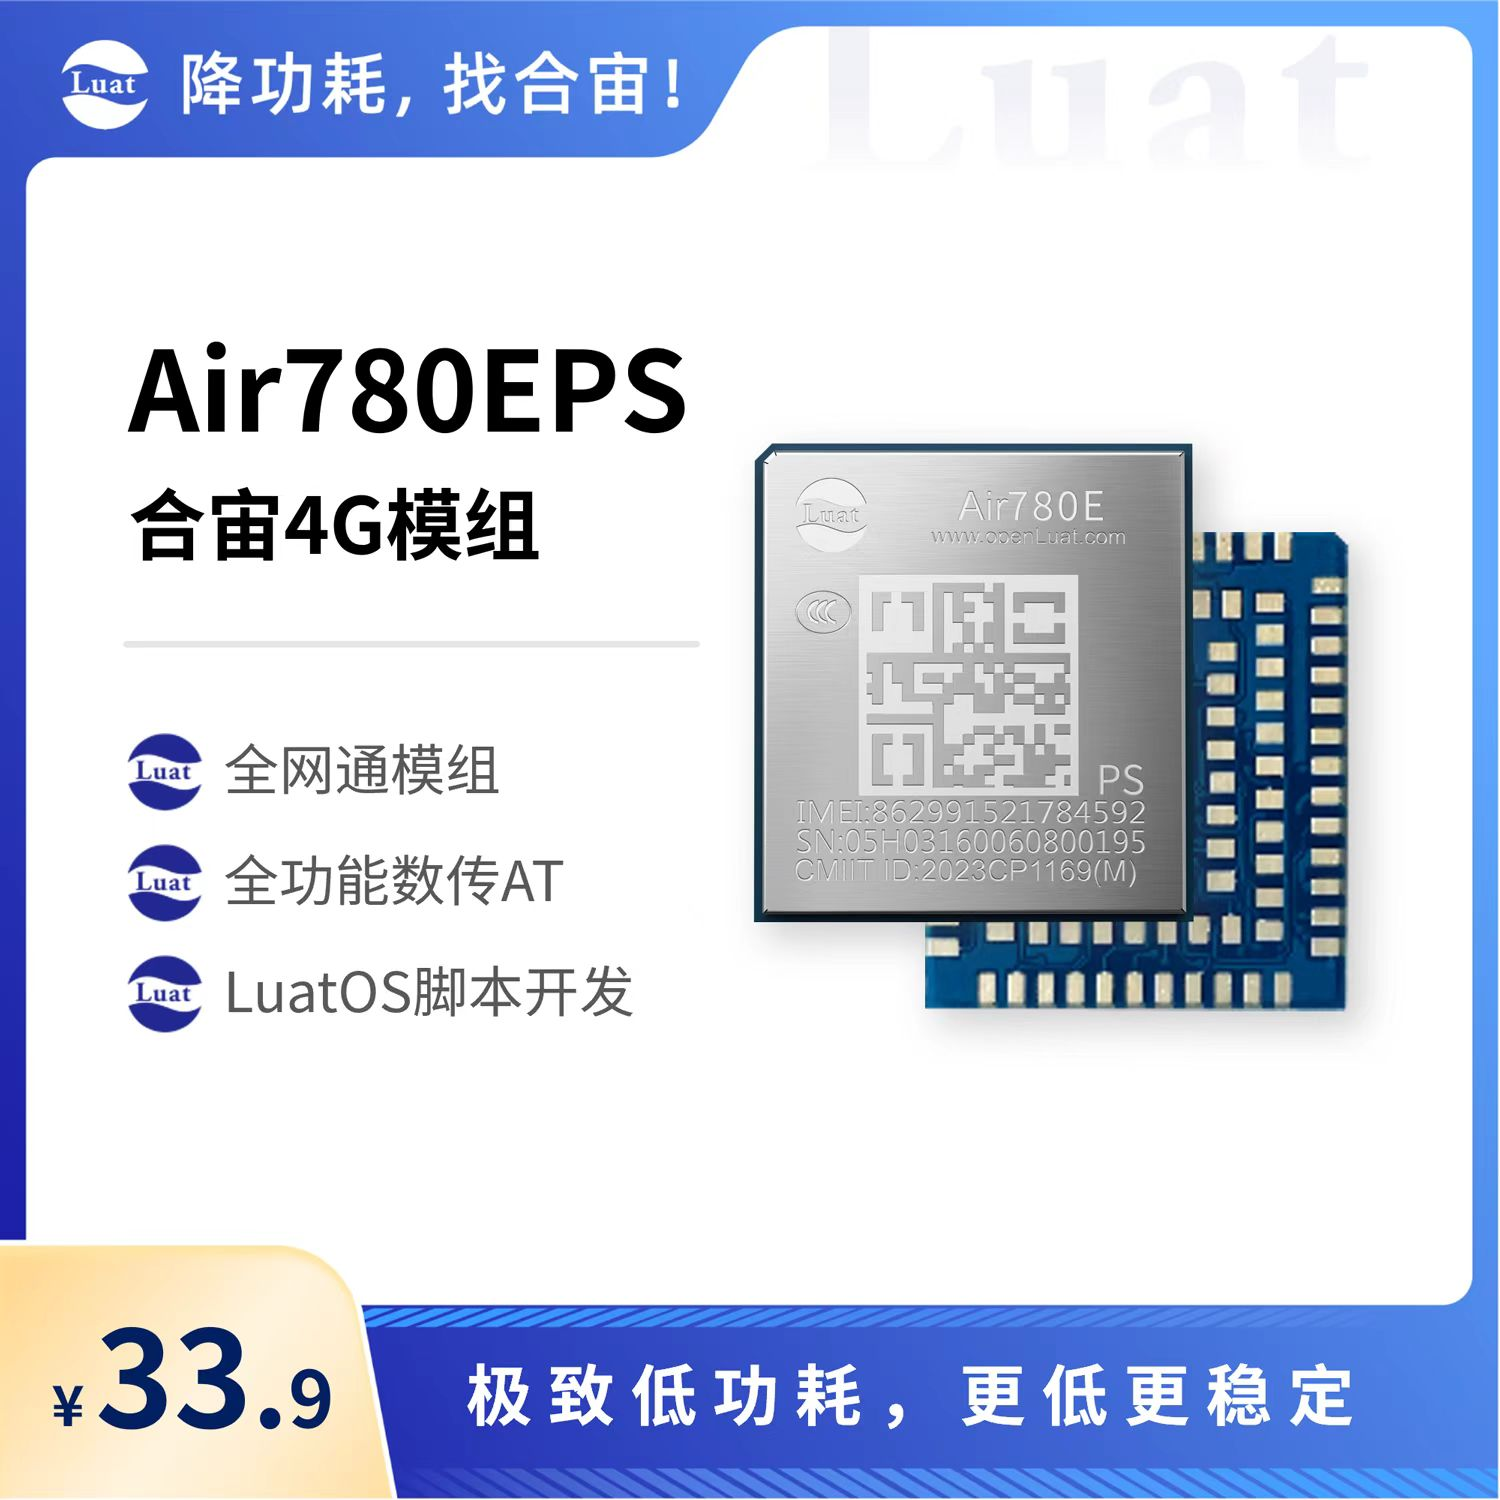 Luat
降功耗，找合宙！
Luat
Air780EPS
合宙4G模组
Luat 全网通模组
Luat 全功能数传AT
Luat LuatOS脚本开发
Luat
Air780E
www.openLuat.com
CCC
PS
IMEI:862991521784592
SN:05H03160060800195
CMIIT ID:2023CP1169(M)
¥33.9
极致低功耗，更低更稳定